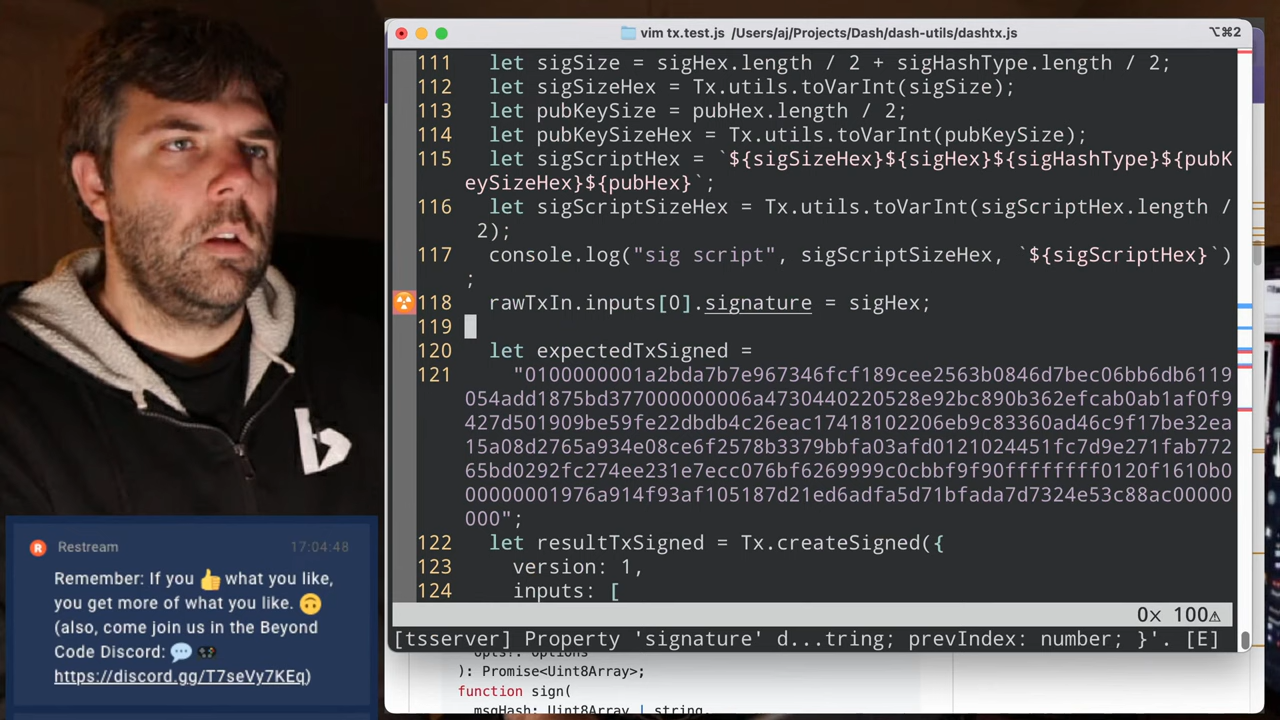 vim tx.test.js /Users/aj/Projects/Dash/dash-utils/dashtx.js
⌥⌘2
111 let sigSize = sigHex.length / 2 + sigHashType.length / 2;
112 let sigSizeHex = Tx.utils.toVarInt(sigSize);
113 let pubKeySize = pubHex.length / 2;
114 let pubKeySizeHex = Tx.utils.toVarInt(pubKeySize);
115 let sigScriptHex = `${sigSizeHex}${sigHex}${sigHashType}${pubK
eySizeHex}${pubHex}`;
116 let sigScriptSizeHex = Tx.utils.toVarInt(sigScriptHex.length /
2);
117 console.log("sig script", sigScriptSizeHex, `${sigScriptHex}`)
;
118 rawTxIn.inputs[0].signature = sigHex;
119
120 let expectedTxSigned =
121 "0100000001a2bda7b7e967346fcf189cee2563b0846d7bec06bb6db6119
054add1875bd377000000006a4730440220528e92bc890b362efcab0ab1af0f9
427d501909be59fe22dbdb4c26eac17418102206eb9c83360ad46c9f17be32ea
15a08d2765a934e08ce6f2578b3379bbfa03afd0121024451fc7d9e271fab772
65bd0292fc274ee231e7ecc076bf6269999c0cbbf9f90ffffffff0120f1610b0
000000001976a914f93af105187d21ed6adfa5d71bfada7d7324e53c88ac00000
000";
122 let resultTxSigned = Tx.createSigned({
123 version: 1,
124 inputs: [
0× 100⚠
[tsserver] Property 'signature' d...tring; prevIndex: number; }'. [E]
): Promise<Uint8Array>;
function sign(
msgHash: Uint8Array | string,
R Restream 17:04:48
Remember: If you 👍 what you like,
you get more of what you like. 🙃
(also, come join us in the Beyond
Code Discord: 💬 🎮
https://discord.gg/T7seVy7KEq)